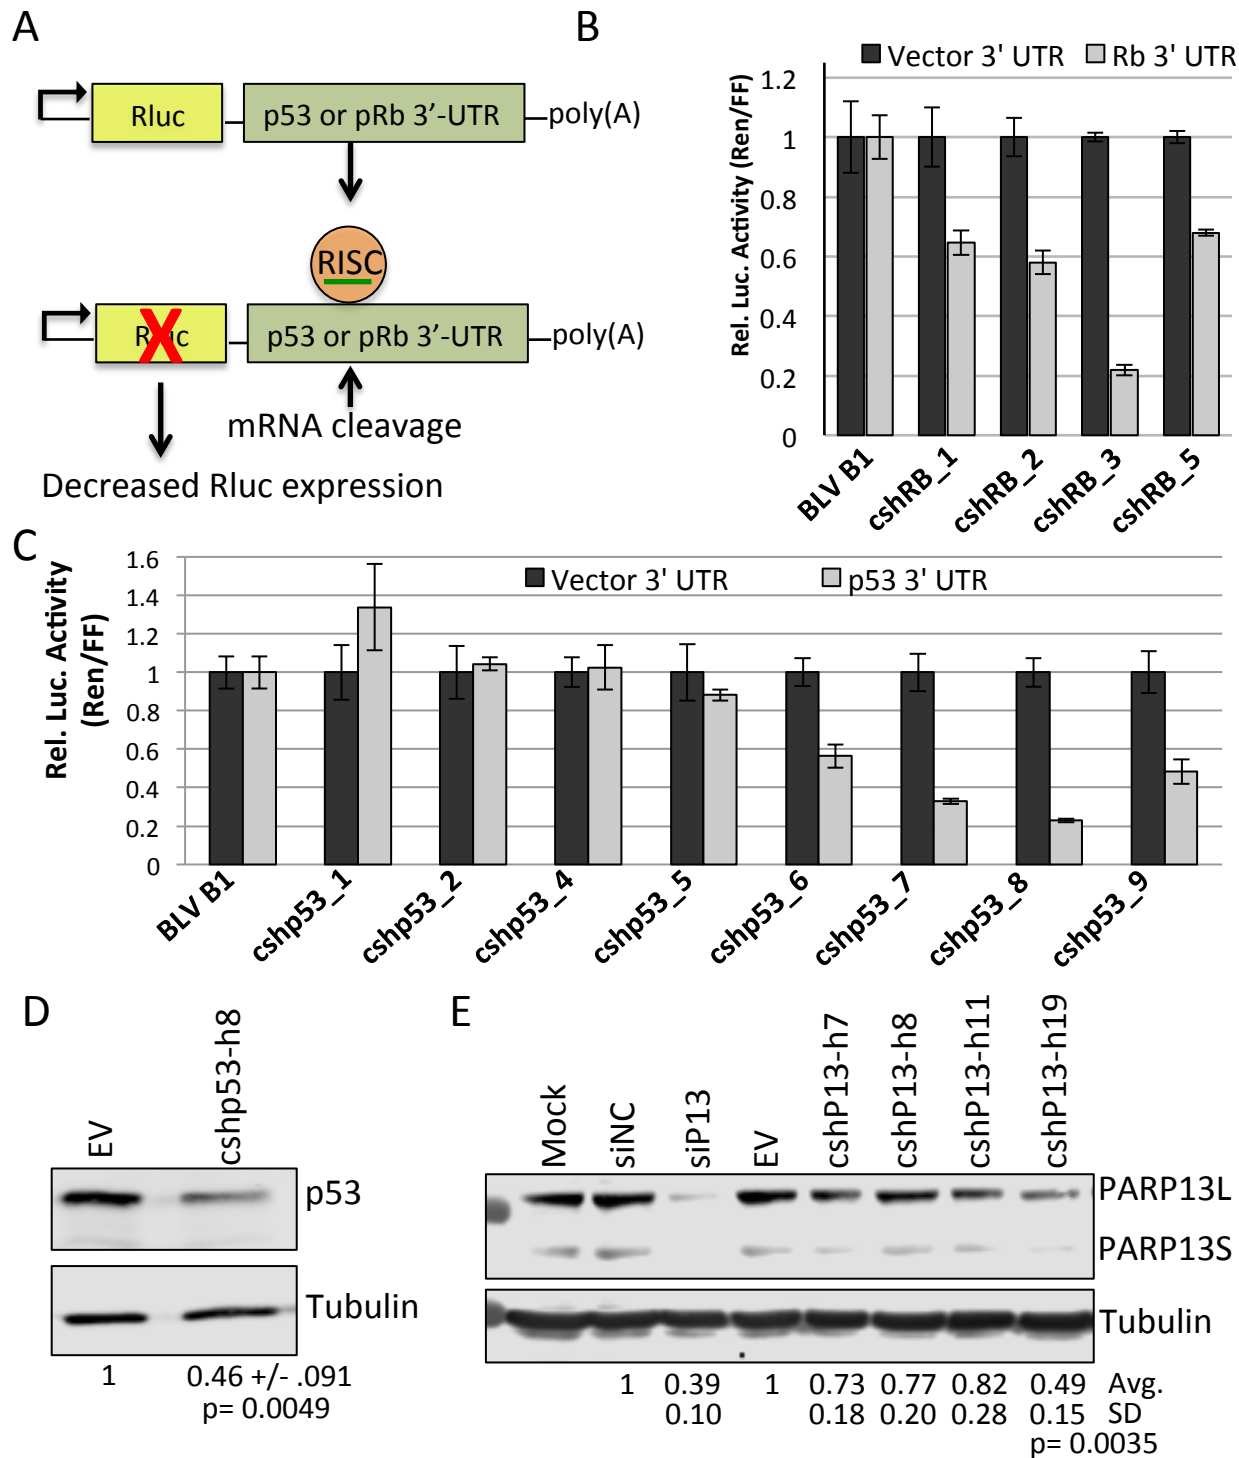 A
Rluc
p53 or pRb 3’-UTR
poly(A)
RISC
p53 or pRb 3’-UTR
poly(A)
mRNA cleavage
Decreased Rluc expression
B
Vector 3' UTR
Rb 3' UTR
Rel. Luc. Activity (Ren/FF)
1.2
1
0.8
0.6
0.4
0.2
0
BLV B1
cshRB_1
cshRB_2
cshRB_3
cshRB_5
C
Rel. Luc. Activity
(Ren/FF)
Vector 3' UTR
p53 3' UTR
1.6
1.4
1.2
1
0.8
0.6
0.4
0.2
0
BLV B1
cshp53_1
cshp53_2
cshp53_4
cshp53_5
cshp53_6
cshp53_7
cshp53_8
cshp53_9
D
EV
cshp53-h8
p53
Tubulin
1 0.46 +/- .091
p= 0.0049
E
Mock
siNC
siP13
EV
cshP13-h7
cshP13-h8
cshP13-h11
cshP13-h19
PARP13L
PARP13S
Tubulin
1 0.39 1 0.73 0.77 0.82 0.49 Avg.
0.10 0.18 0.20 0.28 0.15 SD
p= 0.0035